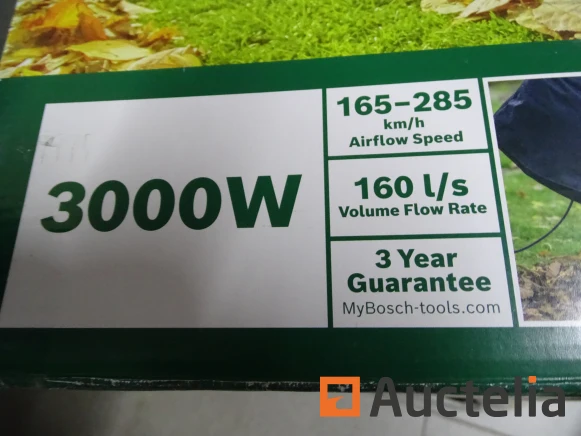 3000W
165–285
km/h
Airflow Speed
160 l/s
Volume Flow Rate
3 Year
Guarantee
MyBosch-tools.com
Auctelia